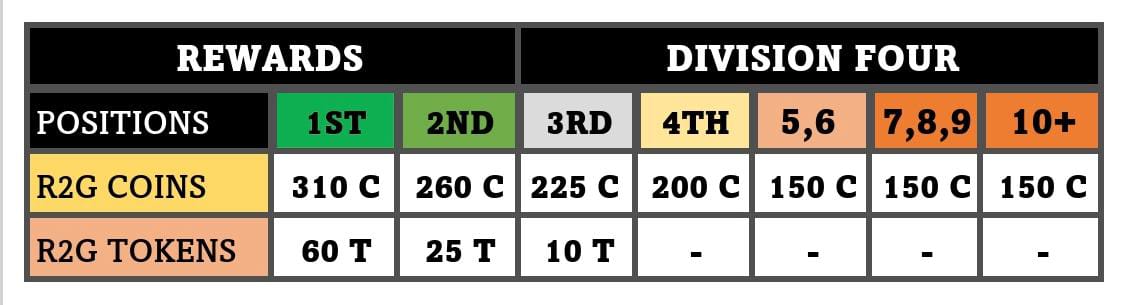 REWARDS DIVISION FOUR
POSITIONS 1ST 2ND 3RD 4TH 5,6 7,8,9 10+
R2G COINS 310 C 260 C 225 C 200 C 150 C 150 C 150 C
R2G TOKENS 60 T 25 T 10 T - - - -